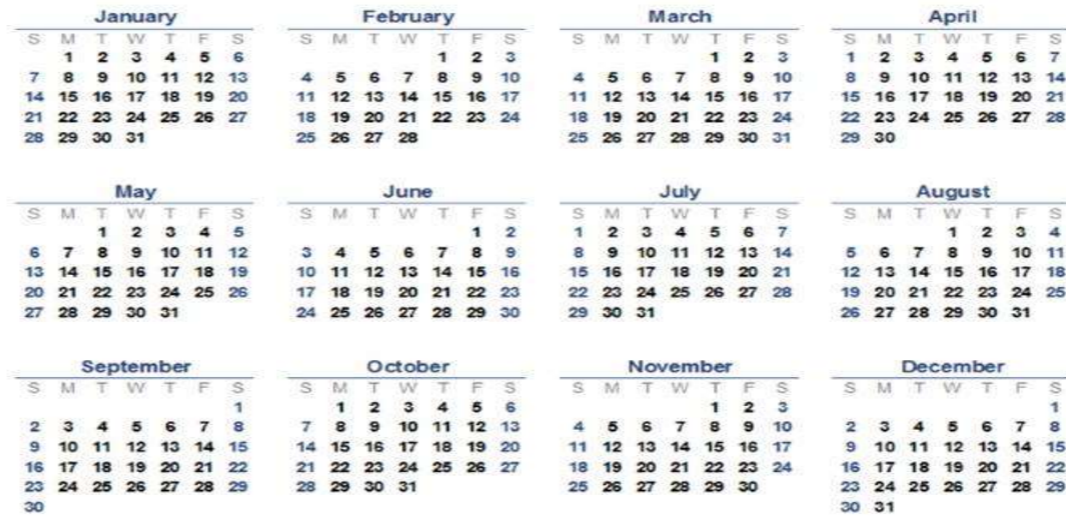 January February March April
S M T W T F S S M T W T F S S M T W T F S S M T W T F S
1 2 3 4 5 6 1 2 3 1 2 3 1 2 3 4 5 6 7
7 8 9 10 11 12 13 4 5 6 7 8 9 10 4 5 6 7 8 9 10 8 9 10 11 12 13 14
14 15 16 17 18 19 20 11 12 13 14 15 16 17 11 12 13 14 15 16 17 15 16 17 18 19 20 21
21 22 23 24 25 26 27 18 19 20 21 22 23 24 18 19 20 21 22 23 24 22 23 24 25 26 27 28
28 29 30 31 25 26 27 28 25 26 27 28 29 30 31 29 30
May June July August
S M T W T F S S M T W T F S S M T W T F S S M T W T F S
1 2 3 4 5 1 2 1 2 3 4 5 6 7 1 2 3 4
6 7 8 9 10 11 12 3 4 5 6 7 8 9 8 9 10 11 12 13 14 5 6 7 8 9 10 11
13 14 15 16 17 18 19 10 11 12 13 14 15 16 15 16 17 18 19 20 21 12 13 14 15 16 17 18
20 21 22 23 24 25 26 17 18 19 20 21 22 23 22 23 24 25 26 27 28 19 20 21 22 23 24 25
27 28 29 30 31 24 25 26 27 28 29 30 29 30 31 26 27 28 29 30 31
September October November December
S M T W T F S S M T W T F S S M T W T F S S M T W T F S
1 1 2 3 4 5 6 1 2 3 1
2 3 4 5 6 7 8 7 8 9 10 11 12 13 4 5 6 7 8 9 10 2 3 4 5 6 7 8
9 10 11 12 13 14 15 14 15 16 17 18 19 20 11 12 13 14 15 16 17 9 10 11 12 13 14 15
16 17 18 19 20 21 22 21 22 23 24 25 26 27 18 19 20 21 22 23 24 16 17 18 19 20 21 22
23 24 25 26 27 28 29 28 29 30 31 25 26 27 28 29 30 23 24 25 26 27 28 29
30 30 31